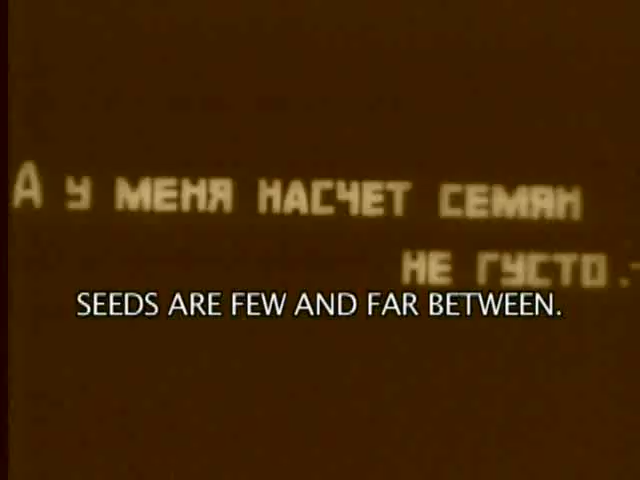 А У МЕНЯ НАСЧЕТ СЕМЯН
НЕ ГУСТО.-
SEEDS ARE FEW AND FAR BETWEEN.